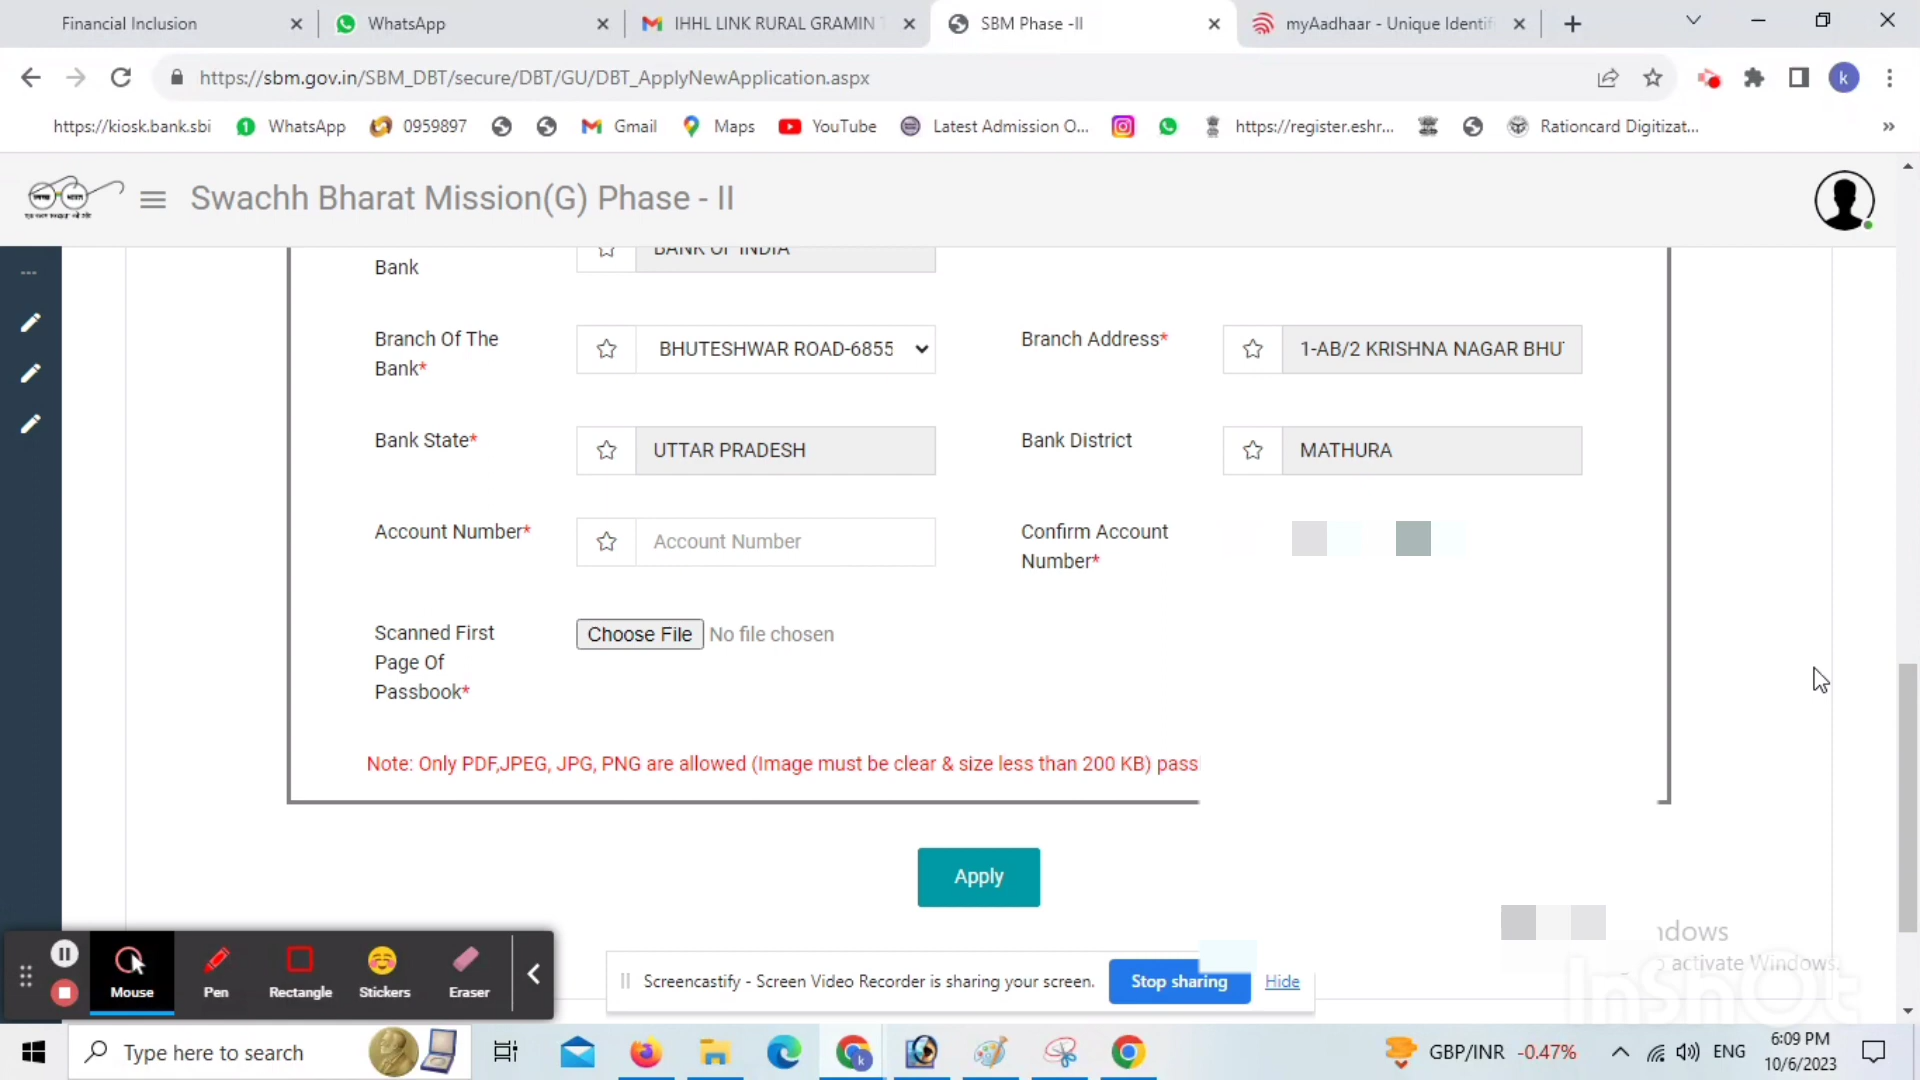 Financial Inclusion
WhatsApp
IHHL LINK RURAL GRAMIN
SBM Phase -II
myAadhaar - Unique Identif
https://sbm.gov.in/SBM_DBT/secure/DBT/GU/DBT_ApplyNewApplication.aspx
k
https://kiosk.bank.sbi
WhatsApp
0959897
Gmail
Maps
YouTube
Latest Admission O...
https://register.eshr...
Rationcard Digitizat...
Swachh Bharat Mission(G) Phase - II
Bank
BANK OF INDIA
Branch Of The
Bank*
BHUTESHWAR ROAD-6855
Branch Address*
1-AB/2 KRISHNA NAGAR BHU
Bank State*
UTTAR PRADESH
Bank District
MATHURA
Account Number*
Account Number
Confirm Account
Number*
Scanned First
Page Of
Passbook*
Choose File No file chosen
Note: Only PDF,JPEG, JPG, PNG are allowed (Image must be clear & size less than 200 KB) pass
Apply
ndows
activate Windows.
InShOt
Mouse
Pen
Rectangle
Stickers
Eraser
Screencastify - Screen Video Recorder is sharing your screen.
Stop sharing
Hide
Type here to search
GBP/INR -0.47%
ENG
6:09 PM
10/6/2023